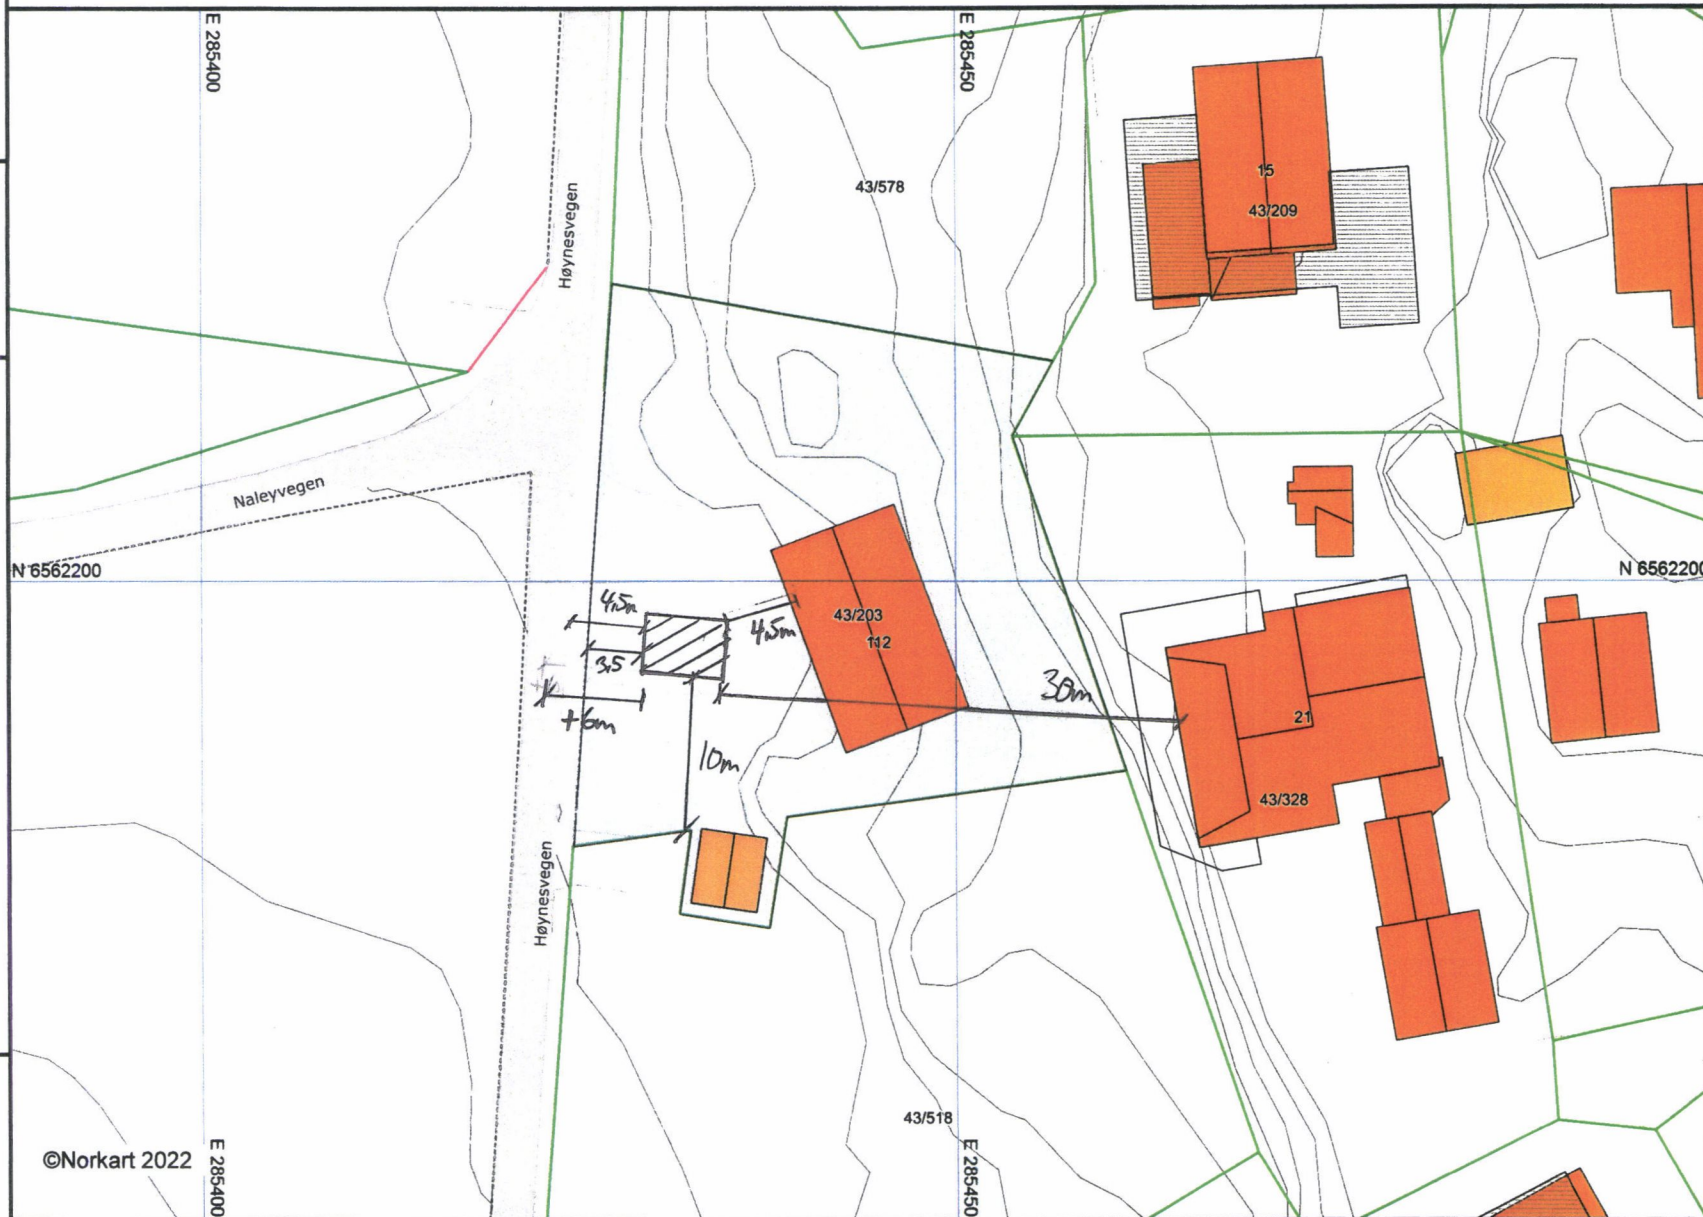 E 285400
E 285450
Høynesvegen
43/578
15
43/209
Naleyvegen
N 6562200
N 6562200
4,5m
4,5m
43/203
112
3,5
30m
+6m
21
10m
43/328
Høynesvegen
43/518
©Norkart 2022
E 285400
E 285450